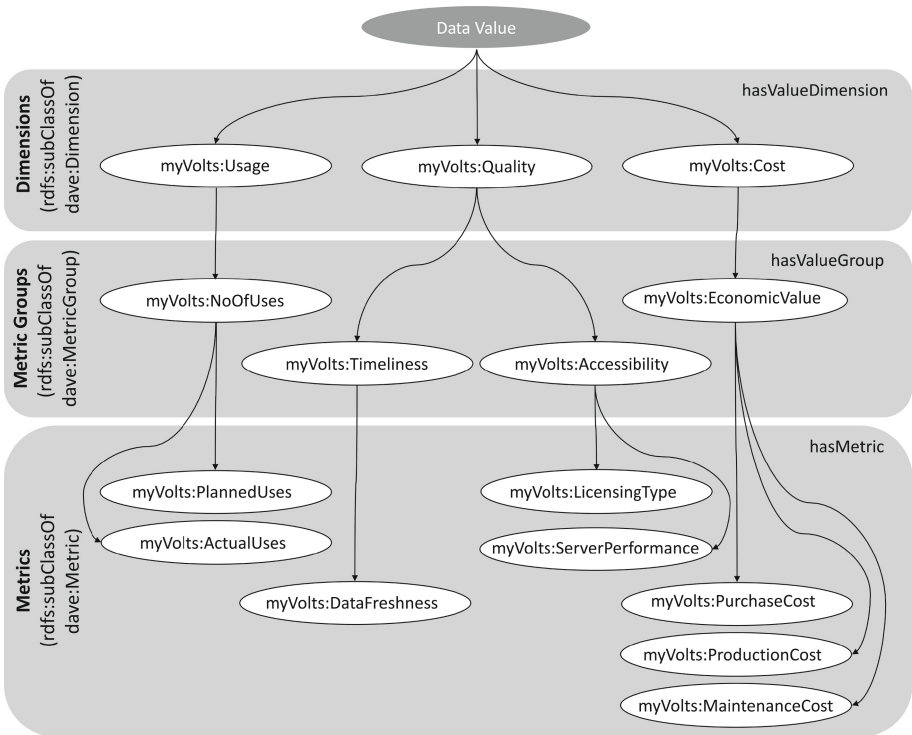 Data Value
hasValueDimension
Dimensions
(rdfs:subClassOf
dave:Dimension)
myVolts:Usage
myVolts:Quality
myVolts:Cost
hasValueGroup
Metric Groups
(rdfs:subClassOf
dave:MetricGroup)
myVolts:NoOfUses
myVolts:EconomicValue
myVolts:Timeliness
myVolts:Accessibility
hasMetric
Metrics
(rdfs:subClassOf
dave:Metric)
myVolts:PlannedUses
myVolts:LicensingType
myVolts:ActualUses
myVolts:ServerPerformance
myVolts:DataFreshness
myVolts:PurchaseCost
myVolts:ProductionCost
myVolts:MaintenanceCost